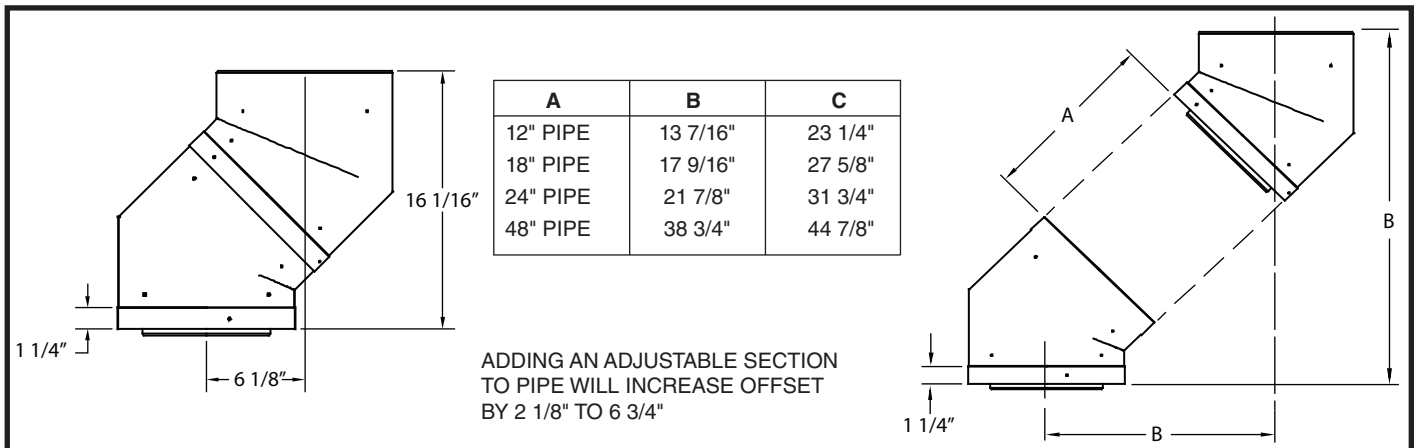 16 1/16”
1 1/4”
6 1/8”
A B C
12" PIPE 13 7/16" 23 1/4"
18" PIPE 17 9/16" 27 5/8"
24" PIPE 21 7/8" 31 3/4"
48" PIPE 38 3/4" 44 7/8"
ADDING AN ADJUSTABLE SECTION
TO PIPE WILL INCREASE OFFSET
BY 2 1/8" TO 6 3/4"
A
B
1 1/4”
B